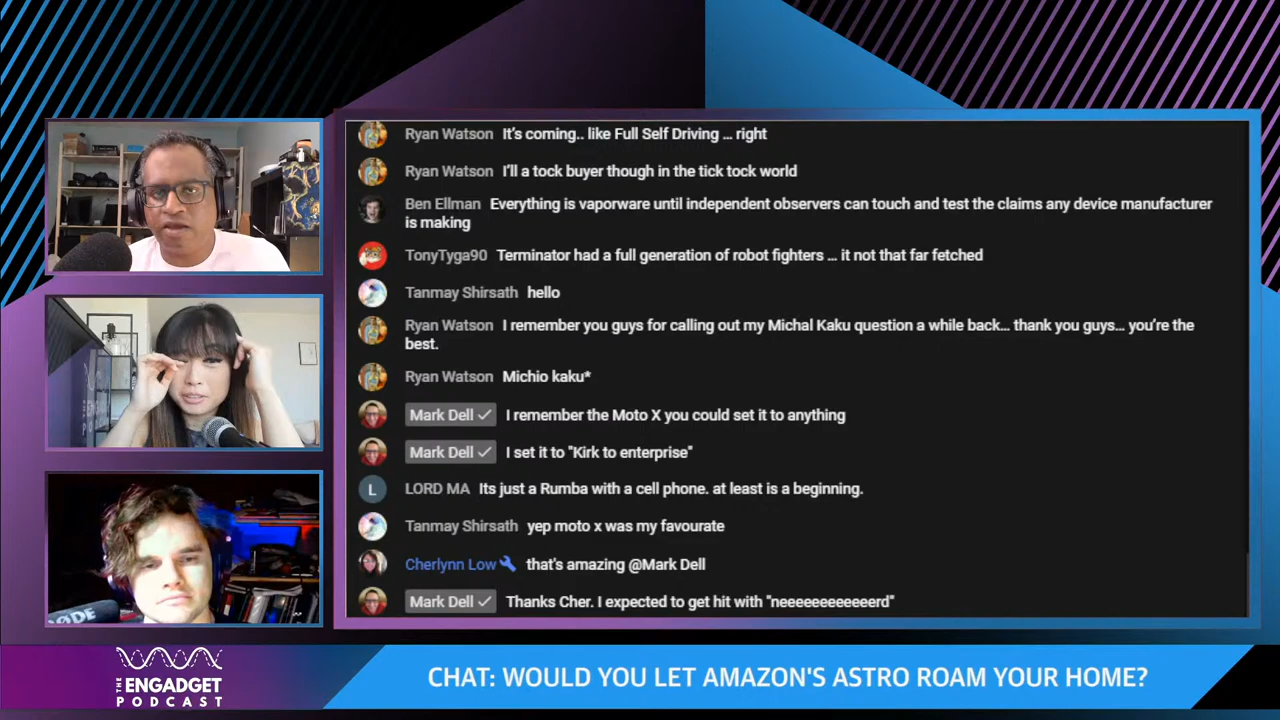 Ryan Watson It's coming.. like Full Self Driving ... right
Ryan Watson I'll a tock buyer though in the tick tock world
Ben Ellman Everything is vaporware until independent observers can touch and test the claims any device manufacturer
is making
TonyTyga90 Terminator had a full generation of robot fighters ... it not that far fetched
Tanmay Shirsath hello
Ryan Watson I remember you guys for calling out my Michal Kaku question a while back... thank you guys... you're the
best.
Ryan Watson Michio kaku*
Mark Dell I remember the Moto X you could set it to anything
Mark Dell I set it to "Kirk to enterprise"
L LORD MA Its just a Rumba with a cell phone. at least is a beginning.
Tanmay Shirsath yep moto x was my favourate
Cherlynn Low that's amazing @Mark Dell
Mark Dell Thanks Cher. I expected to get hit with "neeeeeeeeeeeerd"
RØDE
THE ENGADGET
PODCAST
CHAT: WOULD YOU LET AMAZON'S ASTRO ROAM YOUR HOME?